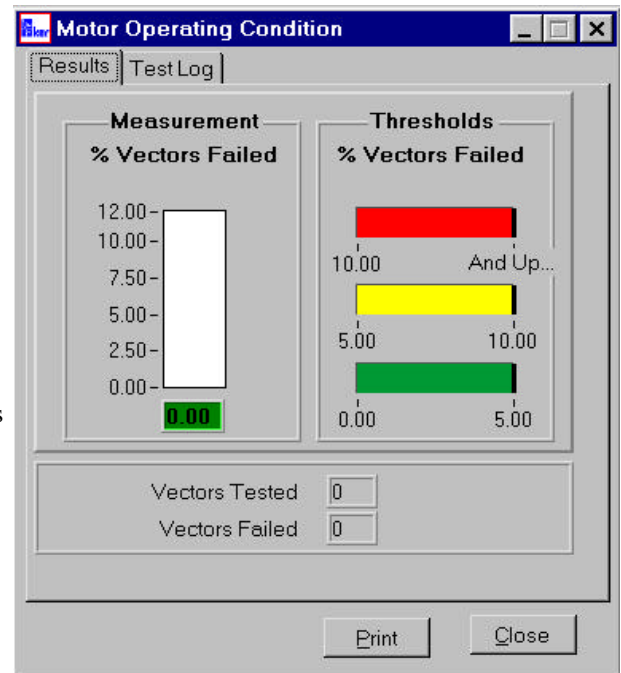 Motor Operating Condition
Results Test Log
Measurement
% Vectors Failed
12.00
10.00
7.50
5.00
2.50
0.00
0.00
Thresholds
% Vectors Failed
10.00 And Up...
5.00 10.00
0.00 5.00
Vectors Tested 0
Vectors Failed 0
Print Close
s